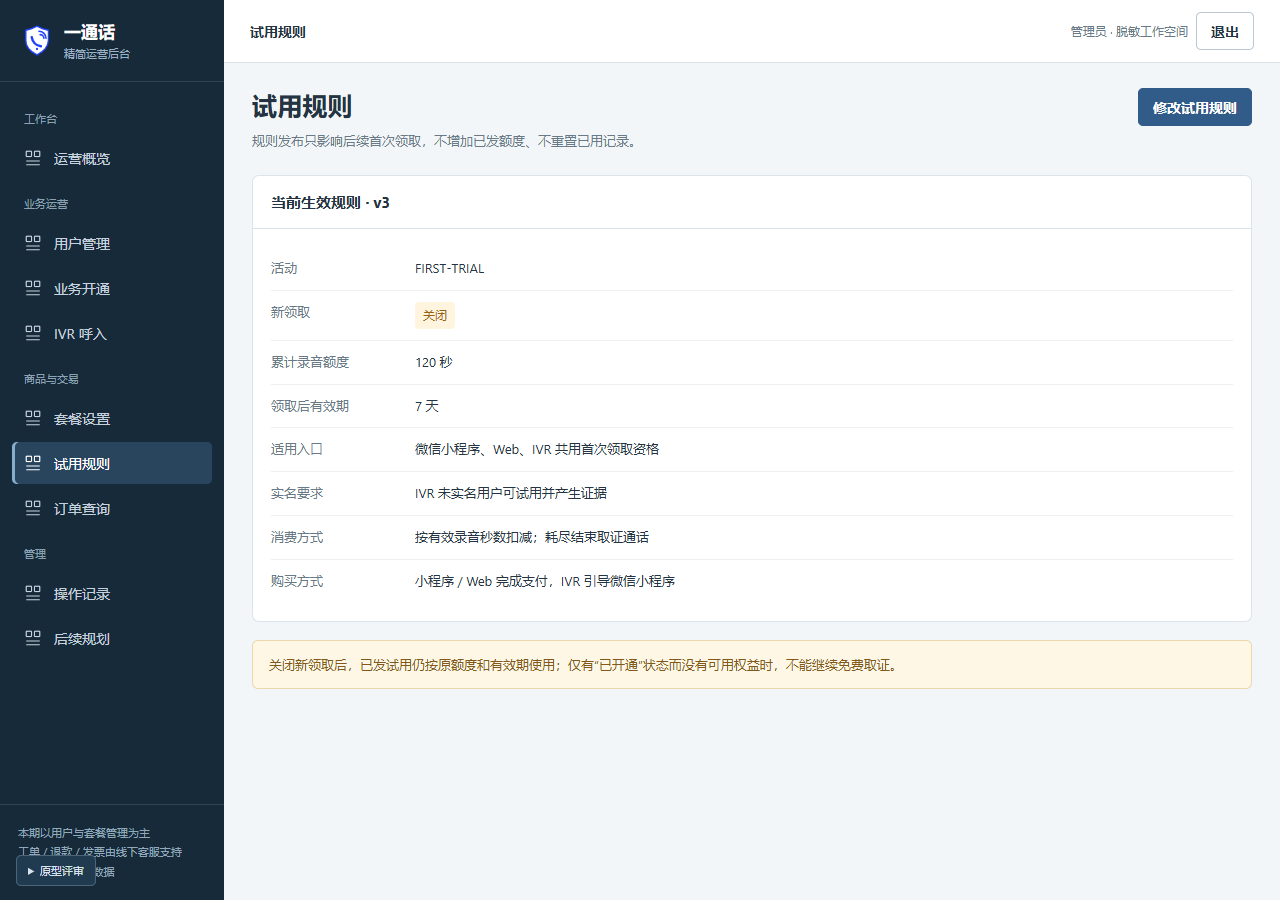 一通话
精简运营后台
工作台
运营概览
业务运营
用户管理
业务开通
IVR 呼入
商品与交易
套餐设置
试用规则
订单查询
管理
操作记录
后续规划
本期以用户与套餐管理为主
工单 / 退款 / 发票由线下客服支持
数据
▶ 原型评审
试用规则
管理员 · 脱敏工作空间
退出
试用规则
修改试用规则
规则发布只影响后续首次领取，不增加已发额度、不重置已用记录。
当前生效规则 · v3
活动 FIRST-TRIAL
新领取 关闭
累计录音额度 120 秒
领取后有效期 7 天
适用入口 微信小程序、Web、IVR 共用首次领取资格
实名要求 IVR 未实名用户可试用并产生证据
消费方式 按有效录音秒数扣减；耗尽结束取证通话
购买方式 小程序 / Web 完成支付，IVR 引导微信小程序
关闭新领取后，已发试用仍按原额度和有效期使用；仅有“已开通”状态而没有可用权益时，不能继续免费取证。